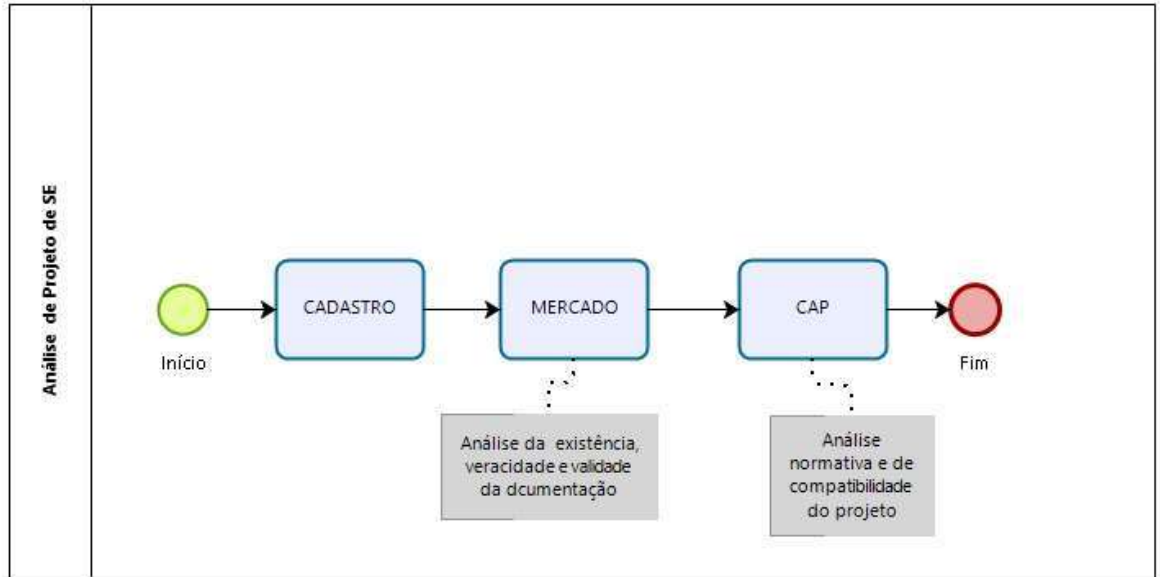 Análise de Projeto de SE
CADASTRO
MERCADO
CAP
Início
Fim
Análise da existência,
veracidade e validade
da dcumentação
Análise
normativa e de
compatibilidade
do projeto